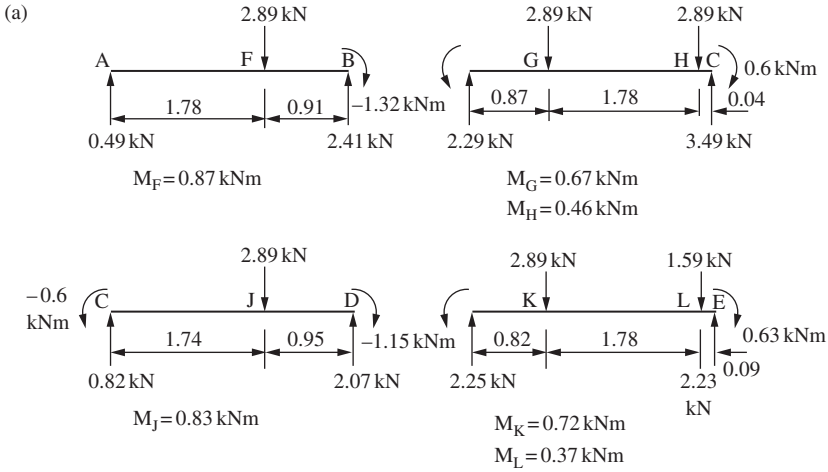 (a)
2.89 kN
A F B
1.78 0.91
-1.32 kNm
0.49 kN 2.41 kN
M_F = 0.87 kNm
2.89 kN 2.89 kN
G H C
0.6 kNm
0.87 1.78 0.04
2.29 kN 3.49 kN
M_G = 0.67 kNm
M_H = 0.46 kNm
2.89 kN
-0.6
kNm
C J D
1.74 0.95
-1.15 kNm
0.82 kN 2.07 kN
M_J = 0.83 kNm
2.89 kN 1.59 kN
K L E
0.63 kNm
0.82 1.78 0.09
2.25 kN 2.23
kN
M_K = 0.72 kNm
M_L = 0.37 kNm